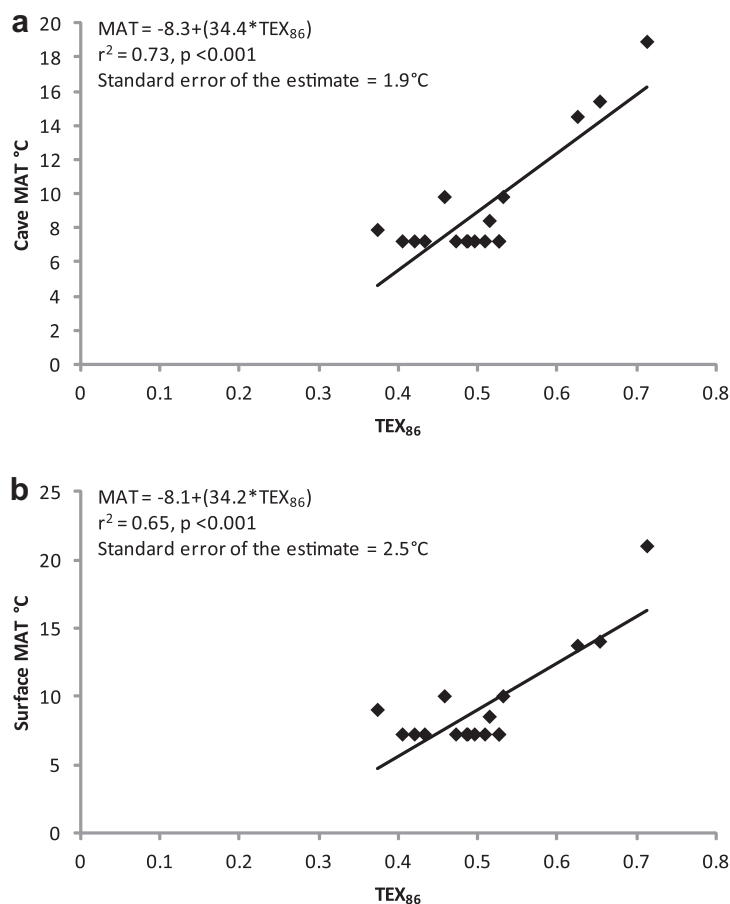 a
MAT = -8.3+(34.4*TEX₈₆)
r² = 0.73, p <0.001
Standard error of the estimate = 1.9°C
Cave MAT °C
20
18
16
14
12
10
8
6
4
2
0
0 0.1 0.2 0.3 0.4 0.5 0.6 0.7 0.8
TEX₈₆
b
MAT = -8.1+(34.2*TEX₈₆)
r² = 0.65, p <0.001
Standard error of the estimate = 2.5°C
Surface MAT °C
25
20
15
10
5
0
0 0.1 0.2 0.3 0.4 0.5 0.6 0.7 0.8
TEX₈₆